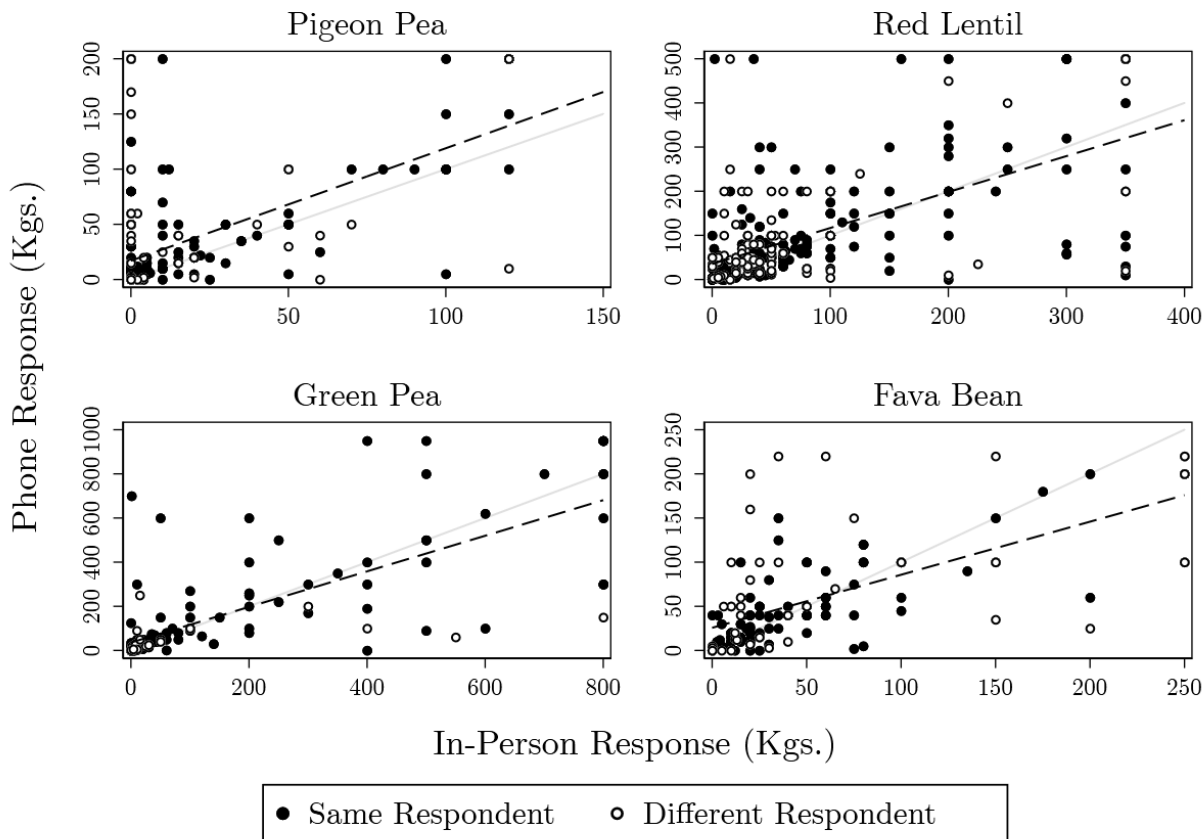 Pigeon Pea
Red Lentil
0 50 100 150 200
0 50 100 150
0 100 200 300 400 500
0 100 200 300 400
Green Pea
Fava Bean
0 200 400 600 800 1000
0 200 400 600 800
0 50 100 150 200 250
0 50 100 150 200 250
Phone Response (Kgs.)
In-Person Response (Kgs.)
Same Respondent
Different Respondent